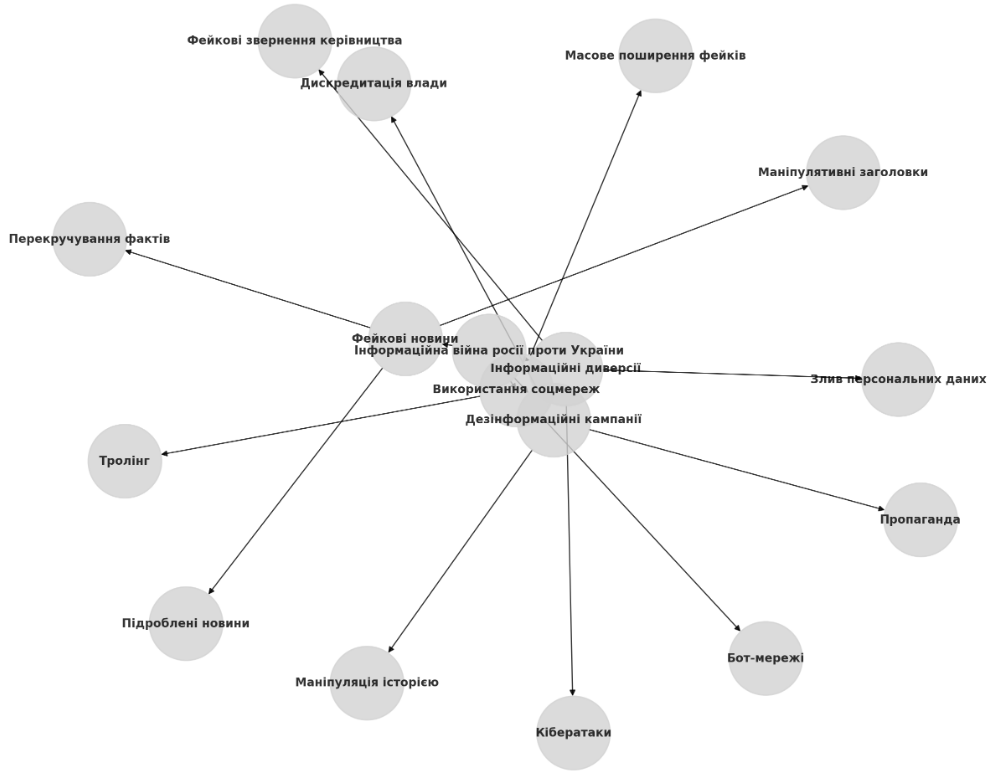 Фейкові звернення керівництва
Масове поширення фейків
Дискредитація влади
Маніпулятивні заголовки
Перекручування фактів
Фейкові новини
Інформаційна війна росії проти України
Інформаційні диверсії
Злив персональних даних
Використання соцмереж
Дезінформаційні кампанії
Тролінг
Пропаганда
Підроблені новини
Бот-мережі
Маніпуляція історією
Кібератаки